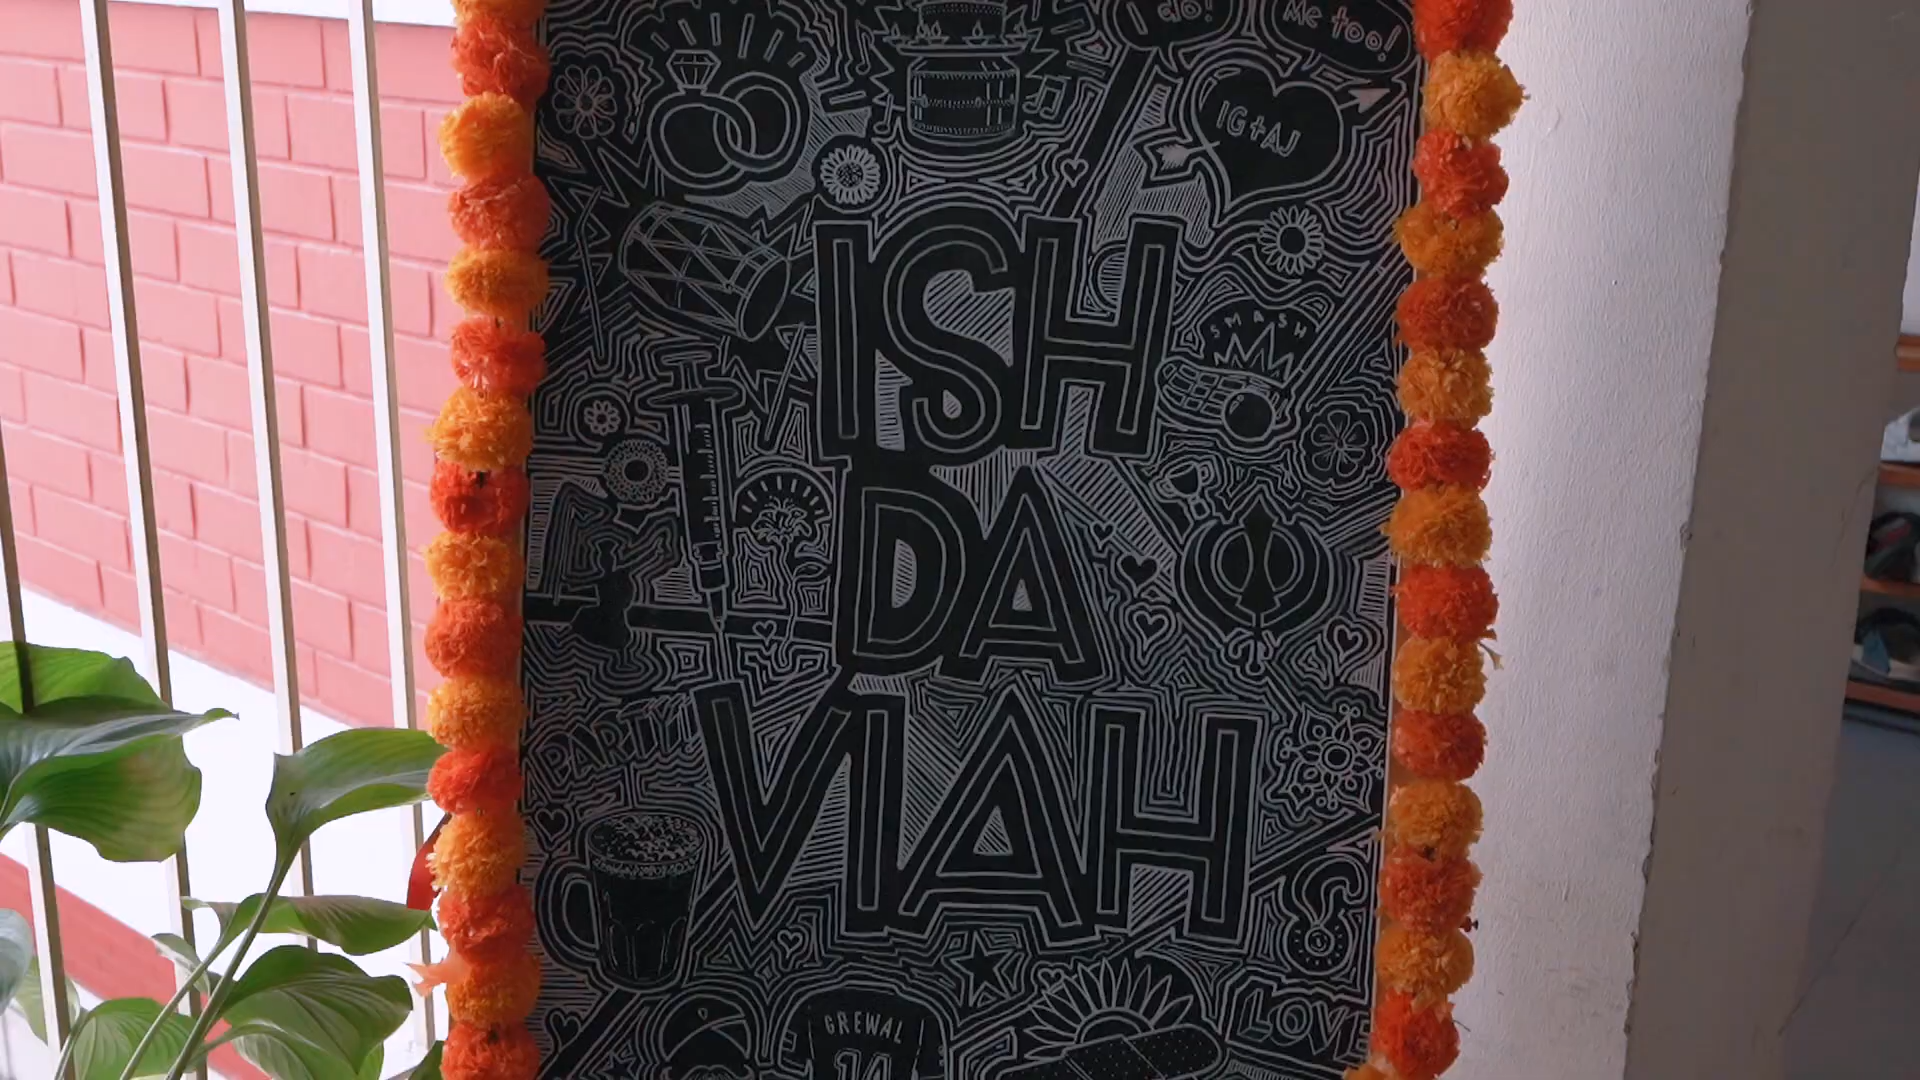 I do!
Me too!
IG+AJ
ISH
SMASH
DA
PARTY
VIAH
GREWAL
14
LOVE